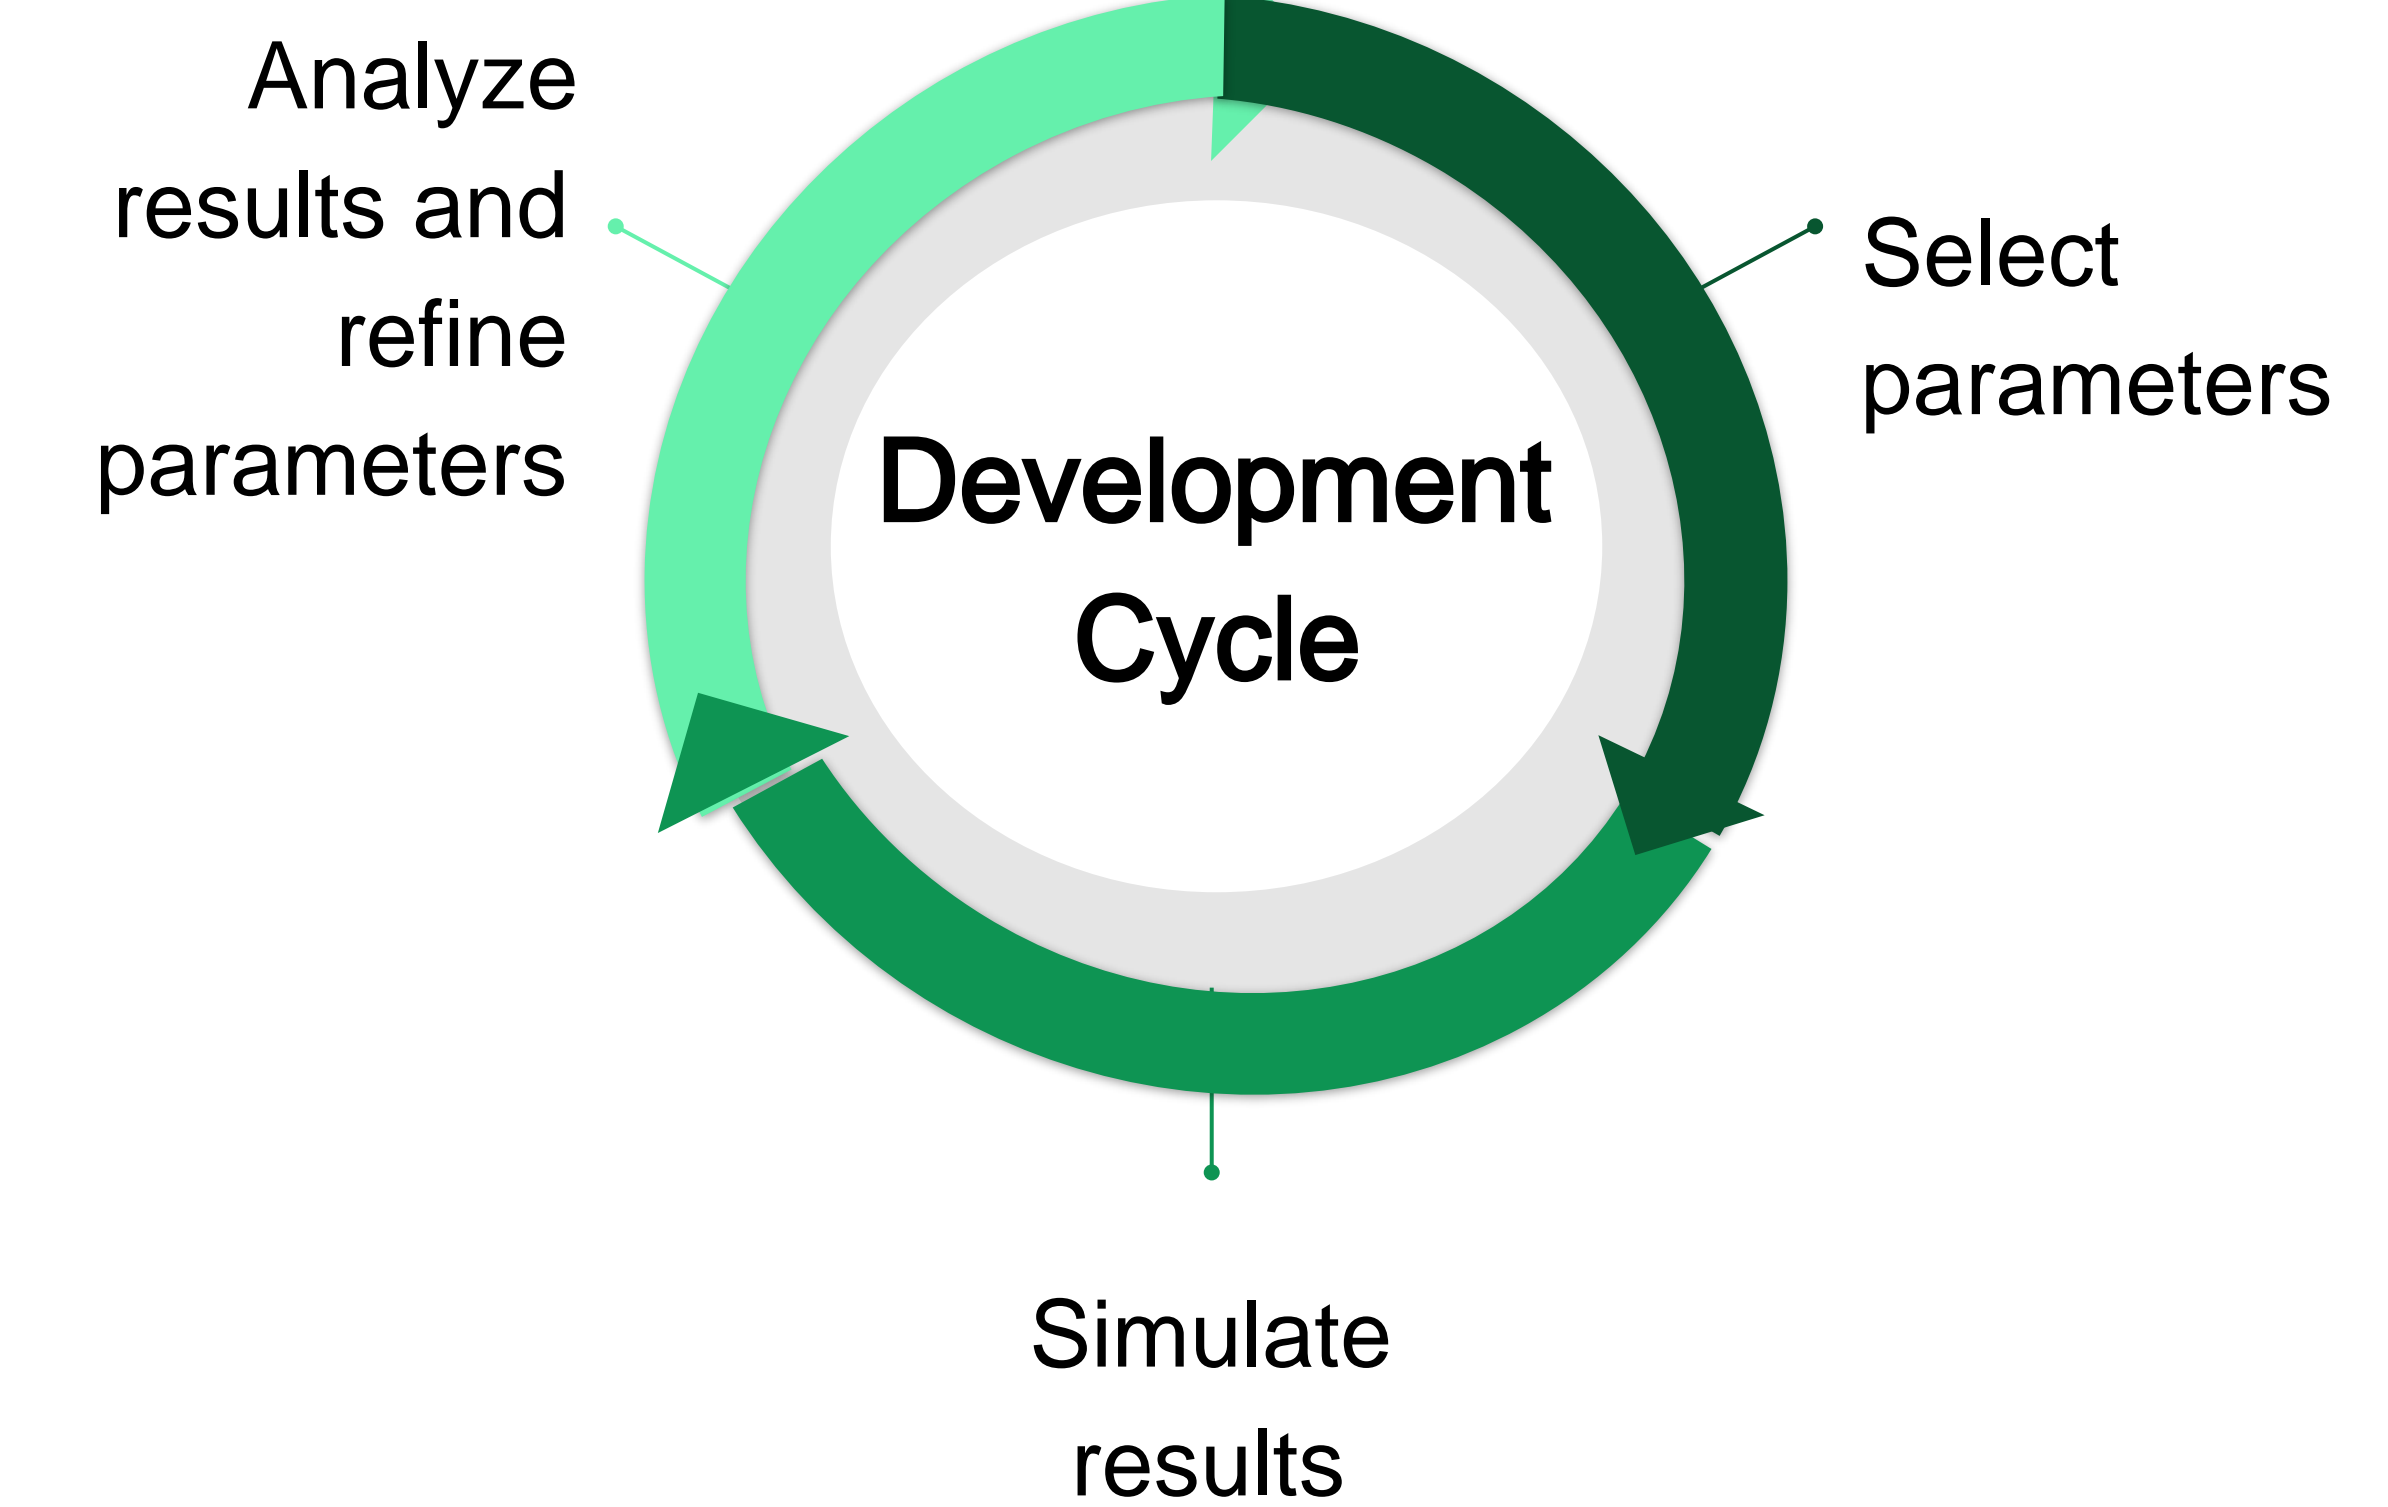 Analyze
results and
refine
parameters
Select
parameters
Development
Cycle
Simulate
results